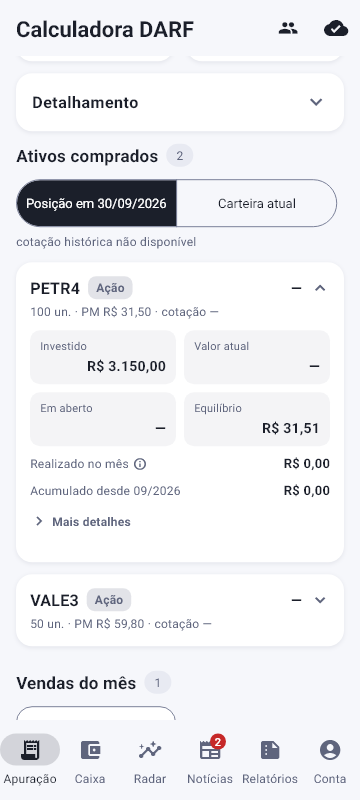 Calculadora DARF
Detalhamento
Ativos comprados 2
Posição em 30/09/2026 Carteira atual
cotação histórica não disponível
PETR4 Ação –
100 un. · PM R$ 31,50 · cotação —
Investido Valor atual
R$ 3.150,00 –
Em aberto Equilíbrio
– R$ 31,51
Realizado no mês R$ 0,00
Acumulado desde 09/2026 R$ 0,00
Mais detalhes
VALE3 Ação –
50 un. · PM R$ 59,80 · cotação —
Vendas do mês 1
2
Apuração Caixa Radar Notícias Relatórios Conta